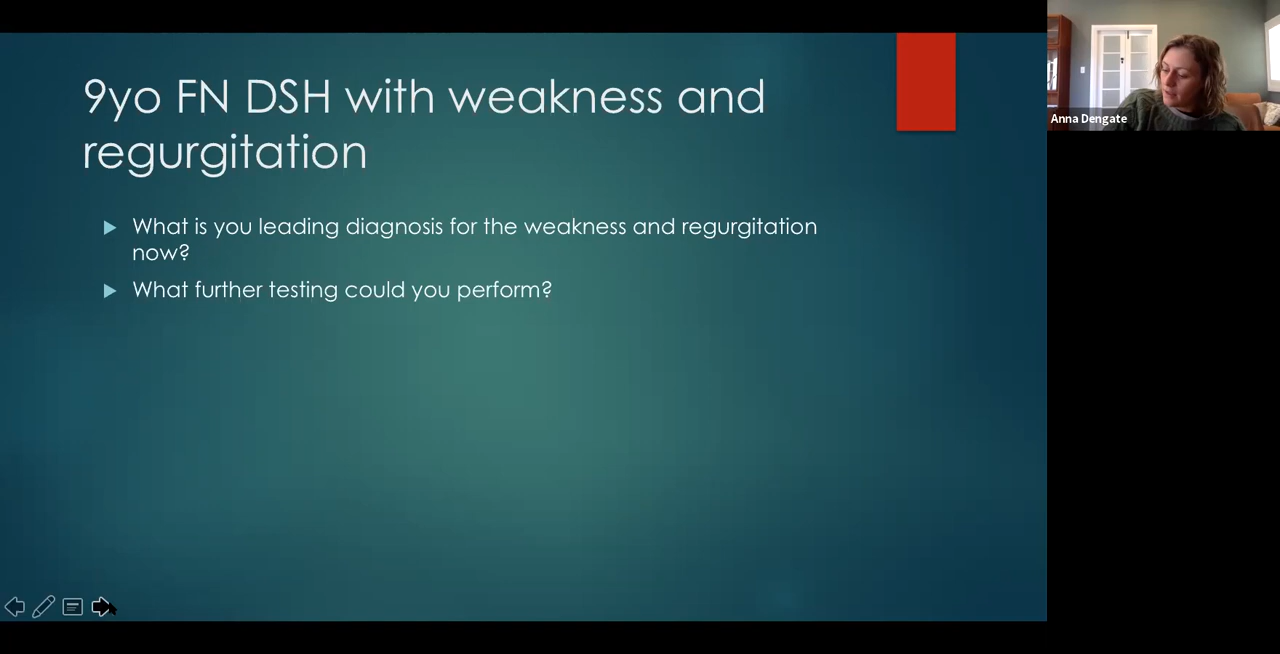 9yo FN DSH with weakness and
regurgitation
What is you leading diagnosis for the weakness and regurgitation
now?
What further testing could you perform?
Anna Dengate